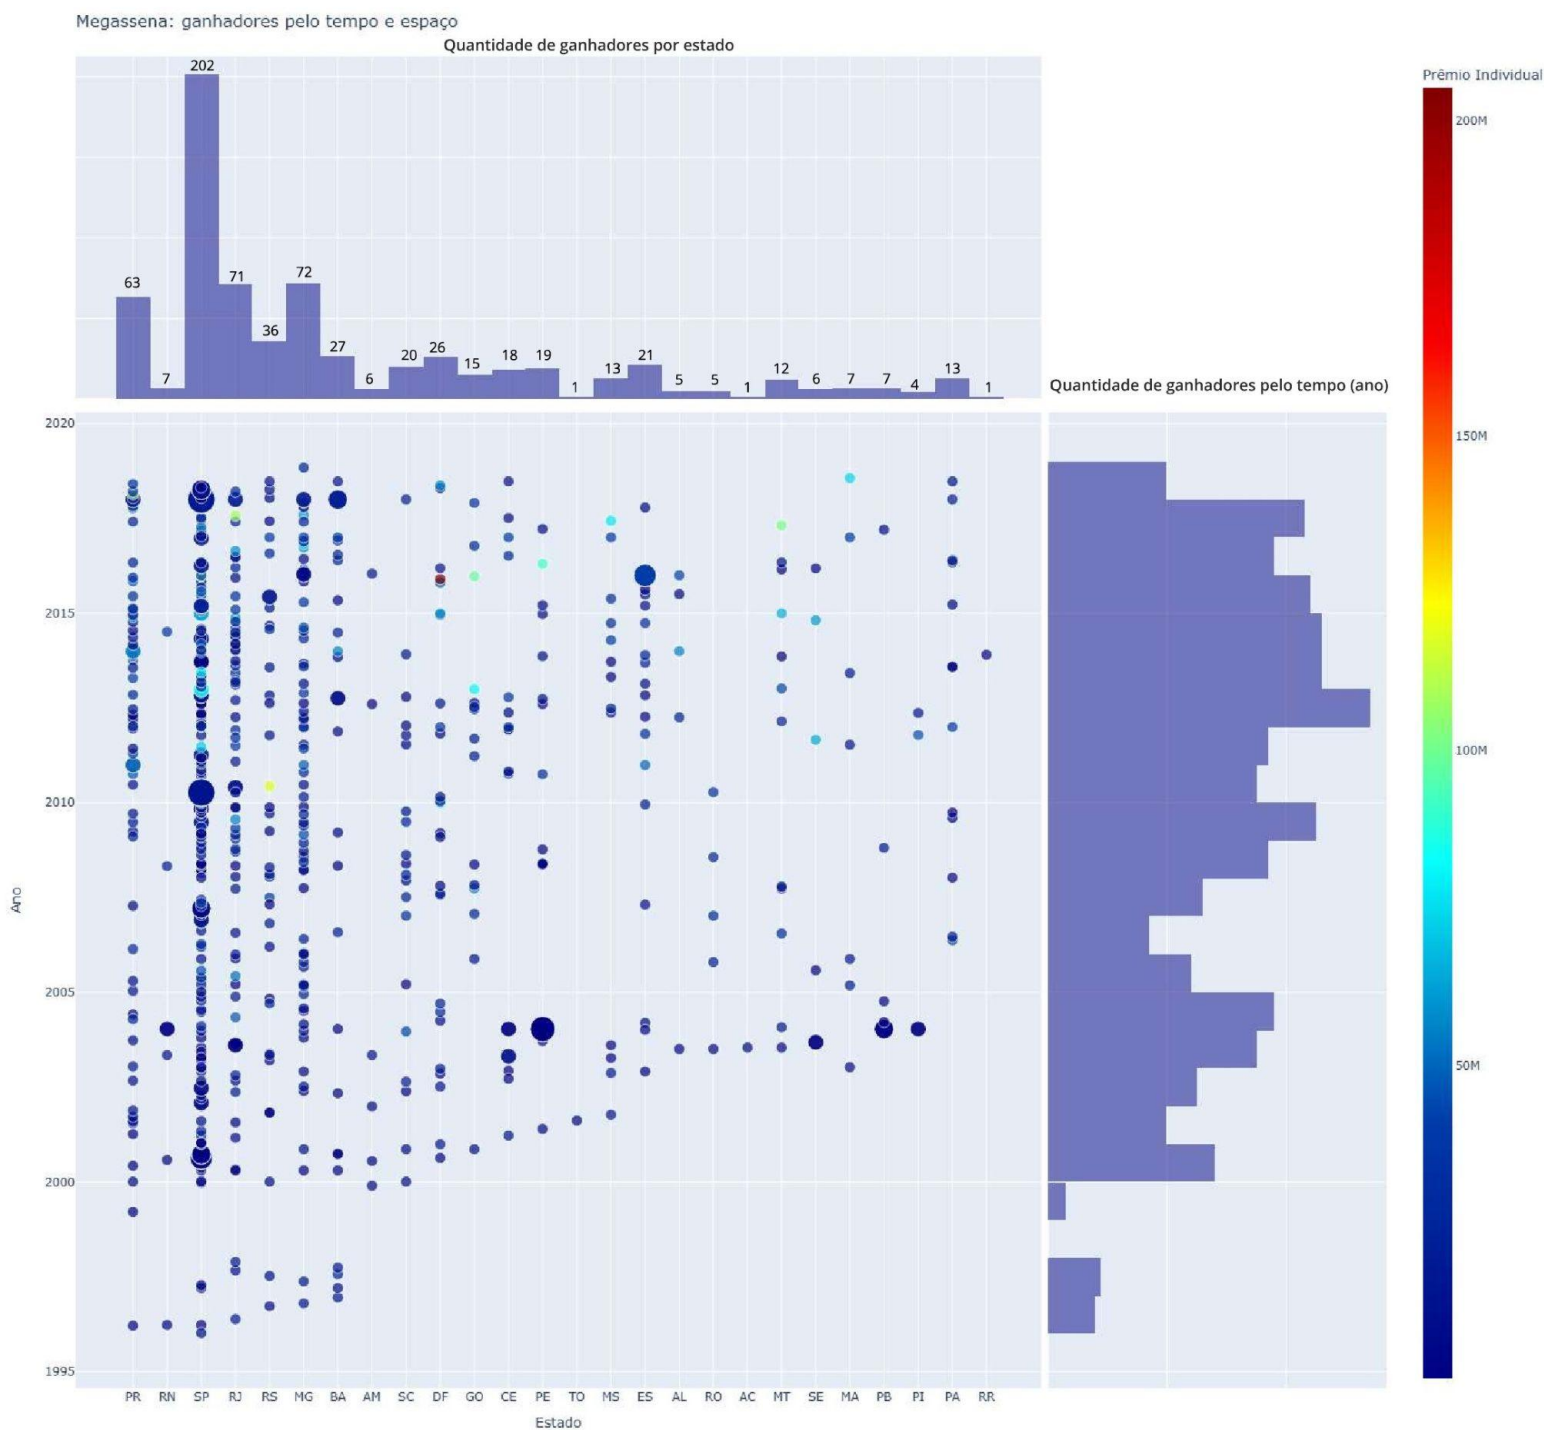 Megassena: ganhadores pelo tempo e espaço
Quantidade de ganhadores por estado
63
7
202
71
36
72
27
6
20
26
15
18
19
1
13
21
5
5
1
12
6
7
7
4
13
1
Prêmio Individual
200M
150M
100M
50M
Quantidade de ganhadores pelo tempo (ano)
2020
2015
2010
2005
2000
1995
Ano
PR RN SP RJ RS MG BA AM SC DF GO CE PE TO MS ES AL RO AC MT SE MA PB PI PA RR
Estado